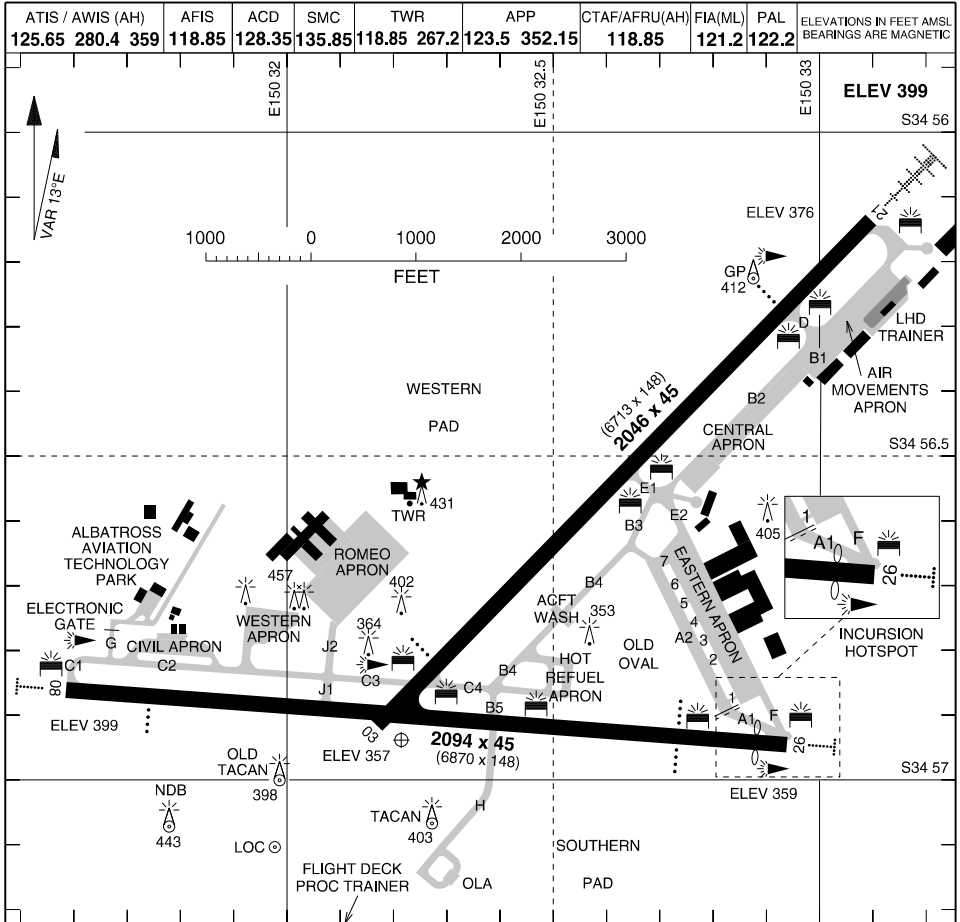 ATIS / AWIS (AH) AFIS ACD SMC TWR APP CTAF/AFRU(AH) FIA(ML) PAL ELEVATIONS IN FEET AMSL
125.65 280.4 359 118.85 128.35 135.85 118.85 267.2 123.5 352.15 118.85 121.2 122.2 BEARINGS ARE MAGNETIC
E150 32
E150 32.5
E150 33
ELEV 399
S34 56
VAR 13°E
ELEV 376
21
1000 0 1000 2000 3000
FEET
GP
412
D
LHD
TRAINER
B1
AIR
MOVEMENTS
APRON
WESTERN
PAD
(6713 x 148)
2046 x 45
B2
CENTRAL
APRON
S34 56.5
431
TWR
E1
E2
B3
405
ALBATROSS
AVIATION
TECHNOLOGY
PARK
ROMEO
APRON
457
402
EASTERN APRON
7
6
5
4
3
2
A2
B4
1
A1
F
26
INCURSION
HOTSPOT
ELECTRONIC
GATE
G
CIVIL APRON
WESTERN
APRON
364
J2
ACFT
WASH
353
OLD
OVAL
HOT
REFUEL
APRON
B4
C1
C2
C3
C4
J1
B5
08
1
A1
F
26
ELEV 399
03
ELEV 357
2094 x 45
(6870 x 148)
ELEV 359
S34 57
OLD
TACAN
398
NDB
443
TACAN
403
H
LOC
SOUTHERN
PAD
FLIGHT DECK
PROC TRAINER
OLA